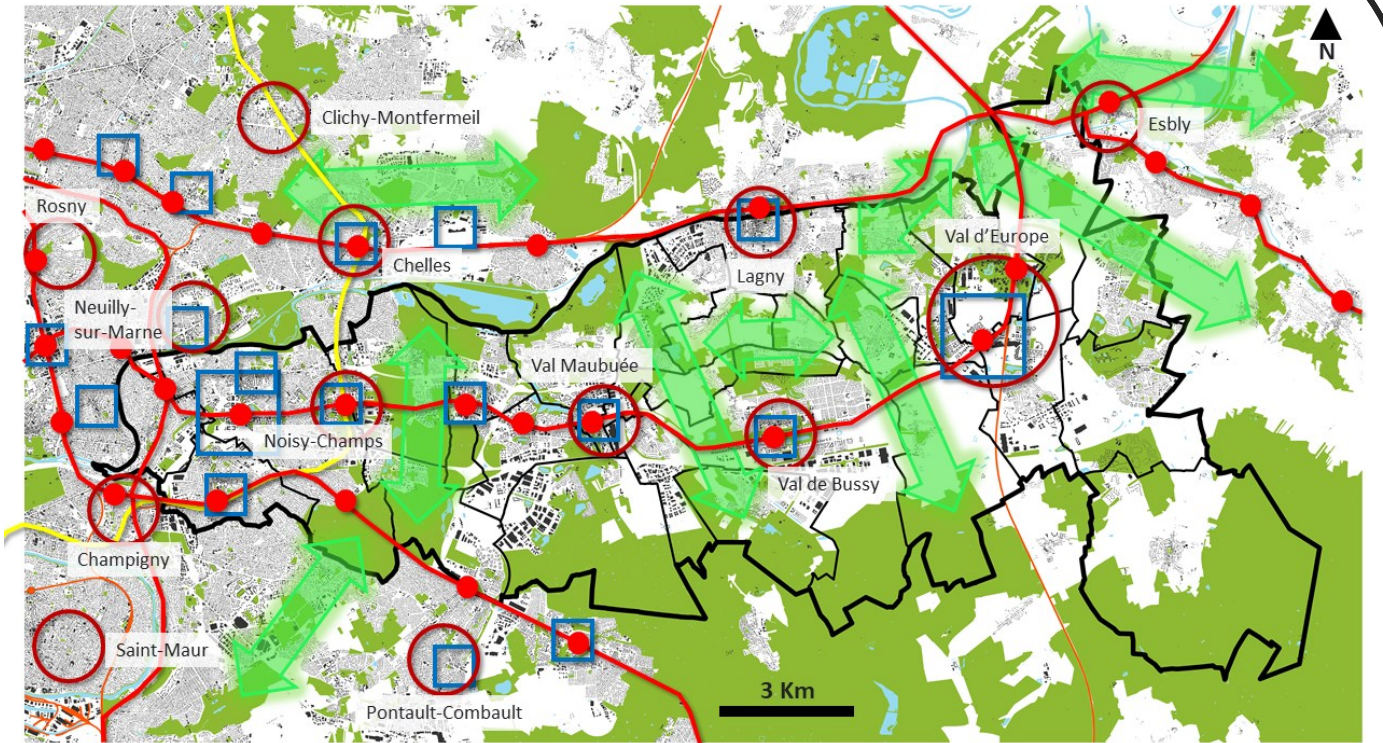 N
Clichy-Montfermeil
Esbly
Rosny
Val d'Europe
Chelles
Lagny
Neuilly-
sur-Marne
Val Maubuée
Noisy-Champs
Val de Bussy
Champigny
Saint-Maur
3 Km
Pontault-Combault